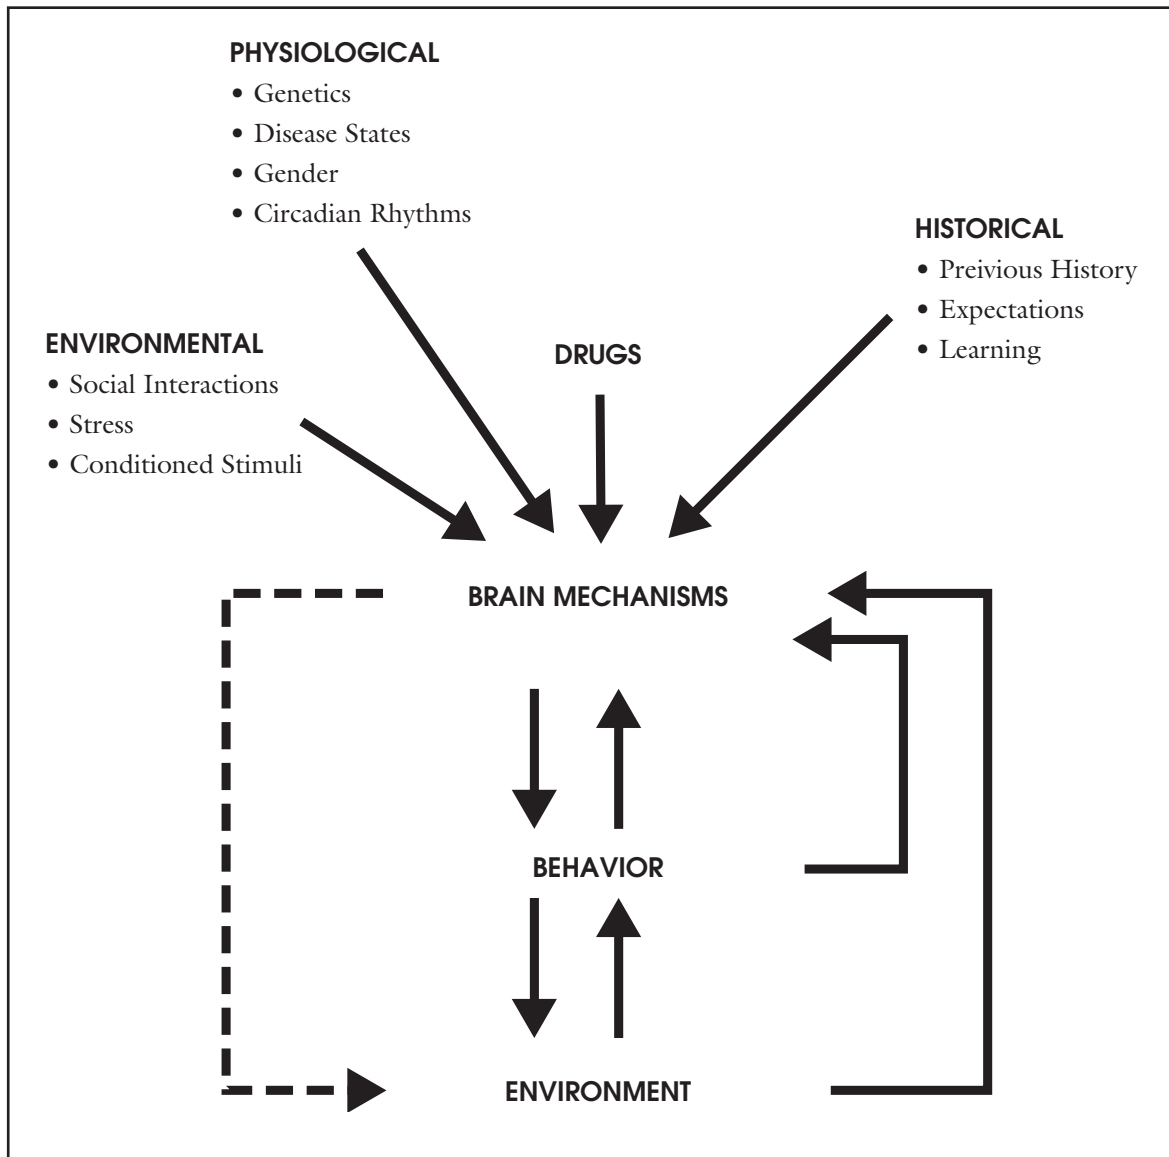 PHYSIOLOGICAL
• Genetics
• Disease States
• Gender
• Circadian Rhythms
HISTORICAL
• Preivious History
• Expectations
• Learning
ENVIRONMENTAL
• Social Interactions
• Stress
• Conditioned Stimuli
DRUGS
BRAIN MECHANISMS
BEHAVIOR
ENVIRONMENT